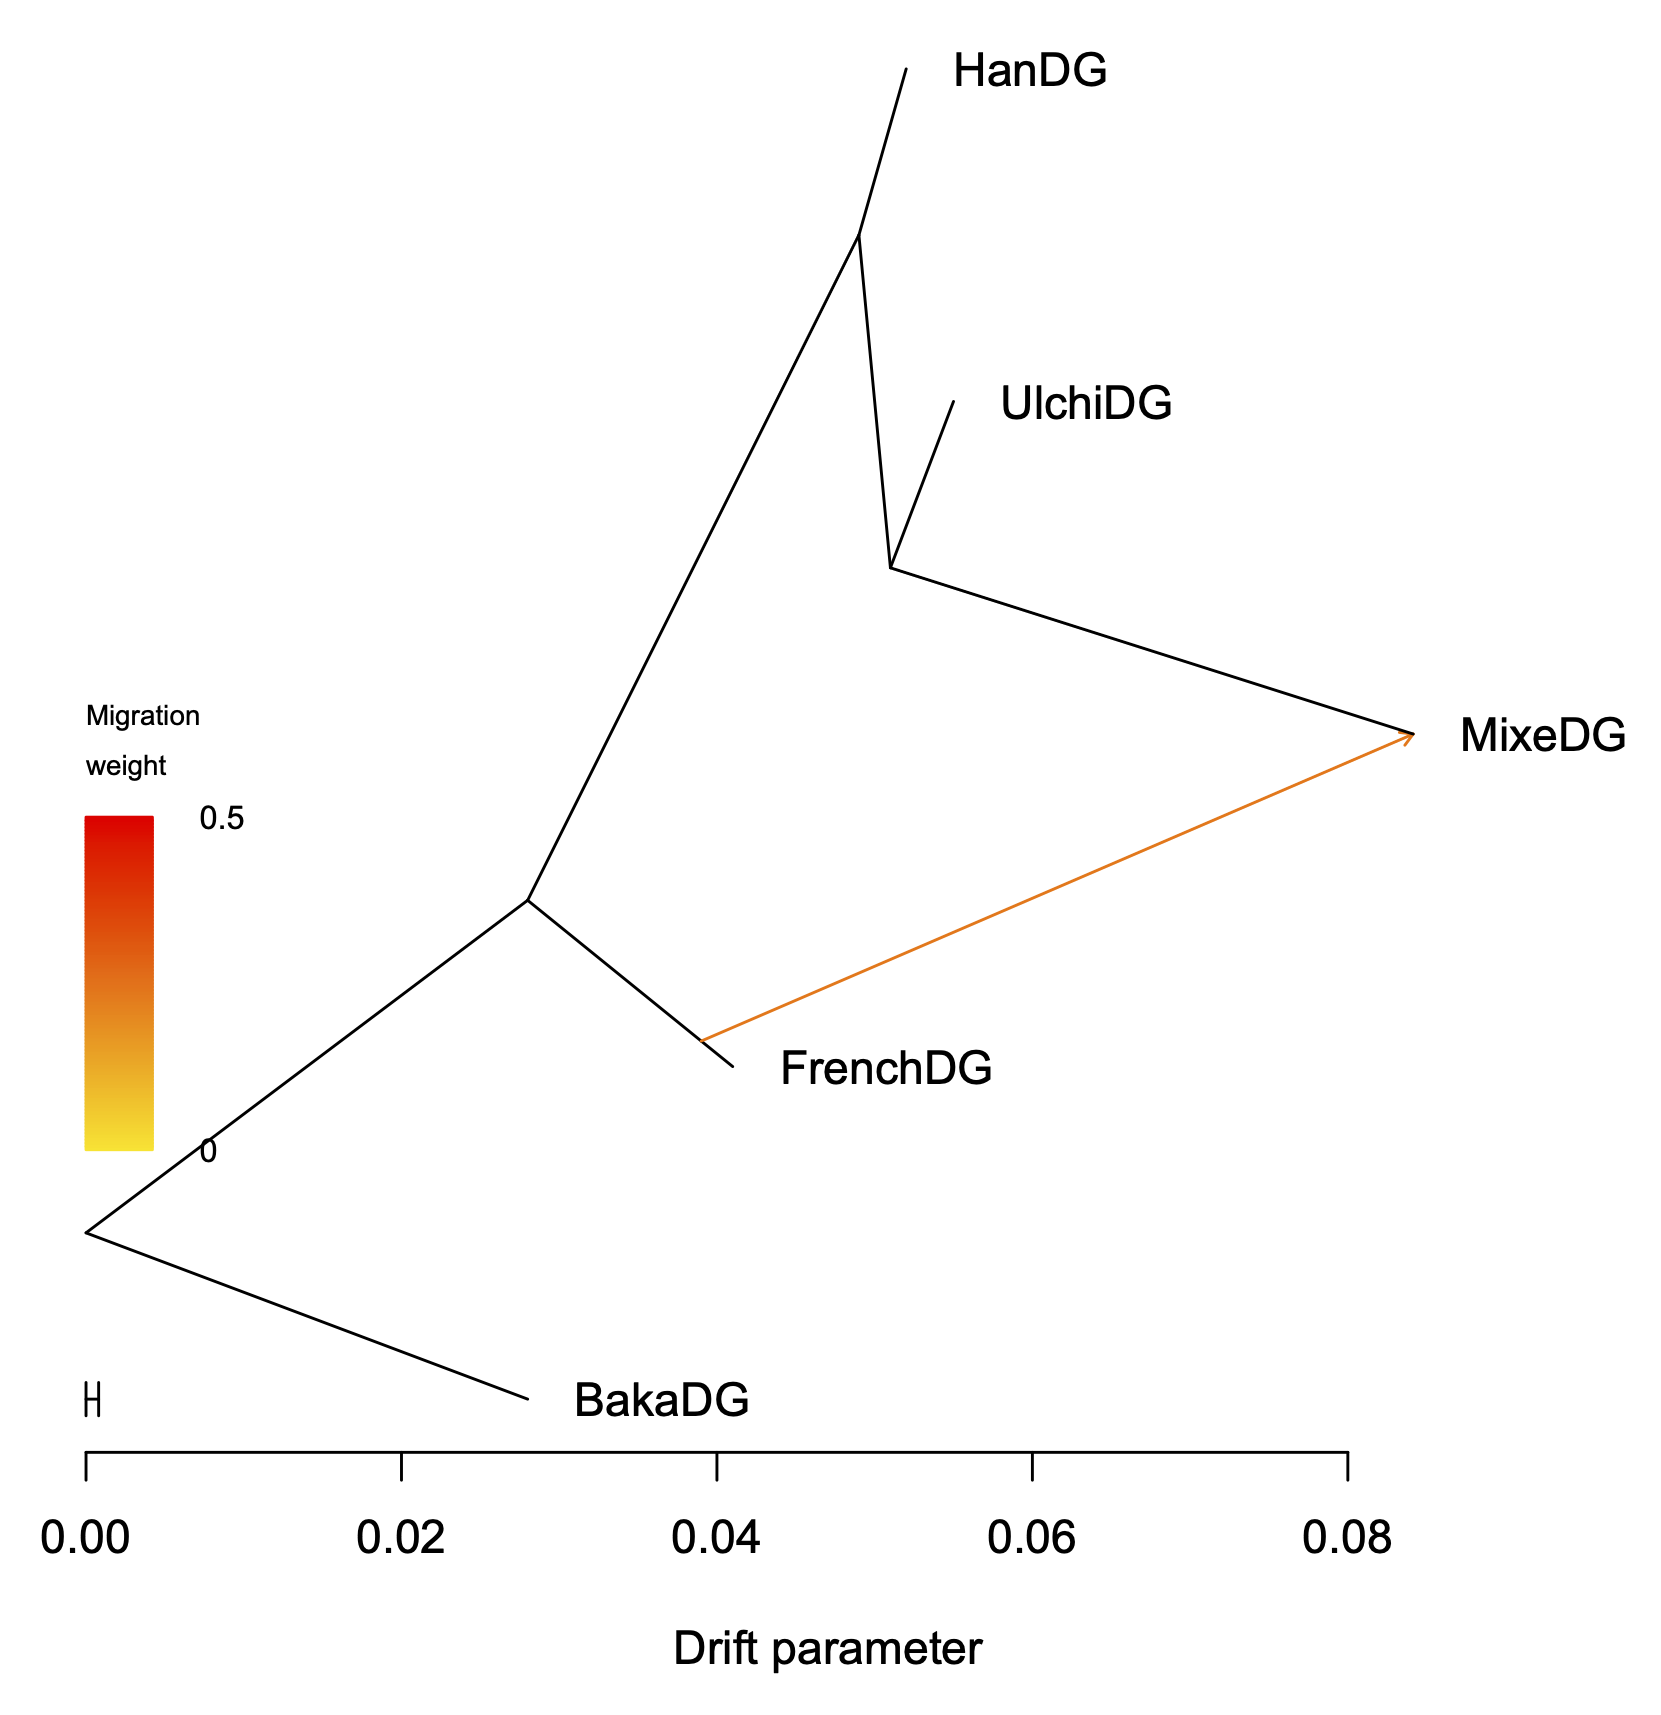 HanDG
UlchiDG
Migration
weight
MixeDG
0.5
FrenchDG
0
BakaDG
0.00 0.02 0.04 0.06 0.08
Drift parameter